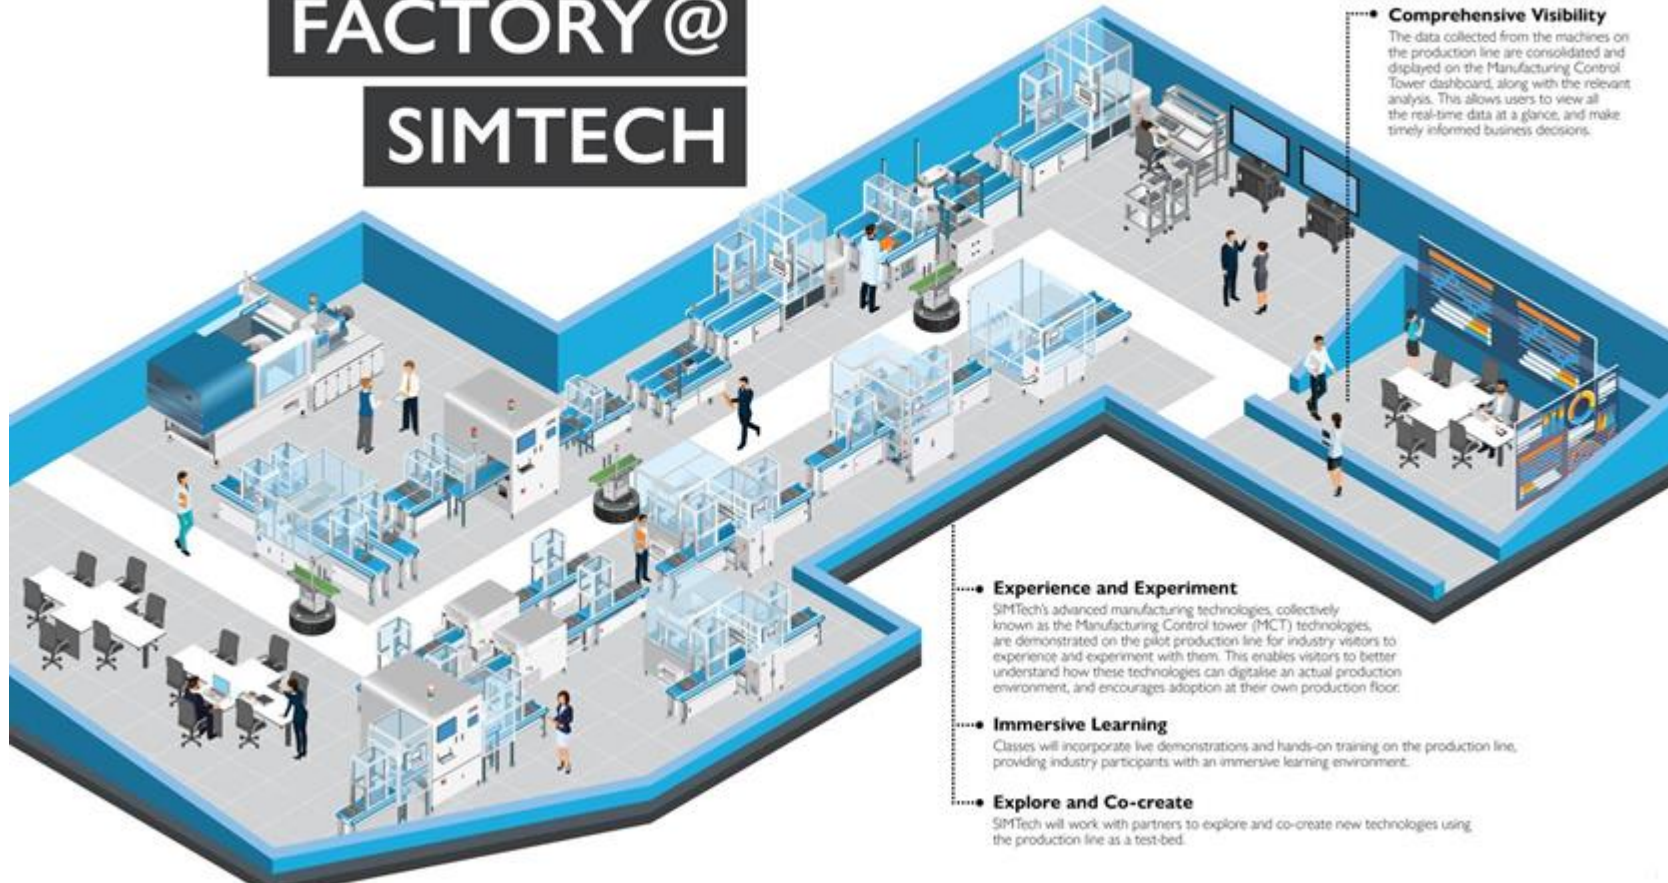 FACTORY@
SIMTECH
Comprehensive Visibility
The data collected from the machines on
the production line are consolidated and
displayed on the Manufacturing Control
Tower dashboard, along with the relevant
analysis. This allows users to view all
the real-time data at a glance, and make
timely informed business decisions.
Experience and Experiment
SIMTech's advanced manufacturing technologies, collectively
known as the Manufacturing Control tower (MCT) technologies,
are demonstrated on the pilot production line for industry visitors to
experience and experiment with them. This enables visitors to better
understand how these technologies can digitalise an actual production
environment, and encourages adoption at their own production floor.
Immersive Learning
Classes will incorporate live demonstrations and hands-on training on the production line,
providing industry participants with an immersive learning environment.
Explore and Co-create
SIMTech will work with partners to explore and co-create new technologies using
the production line as a test-bed.